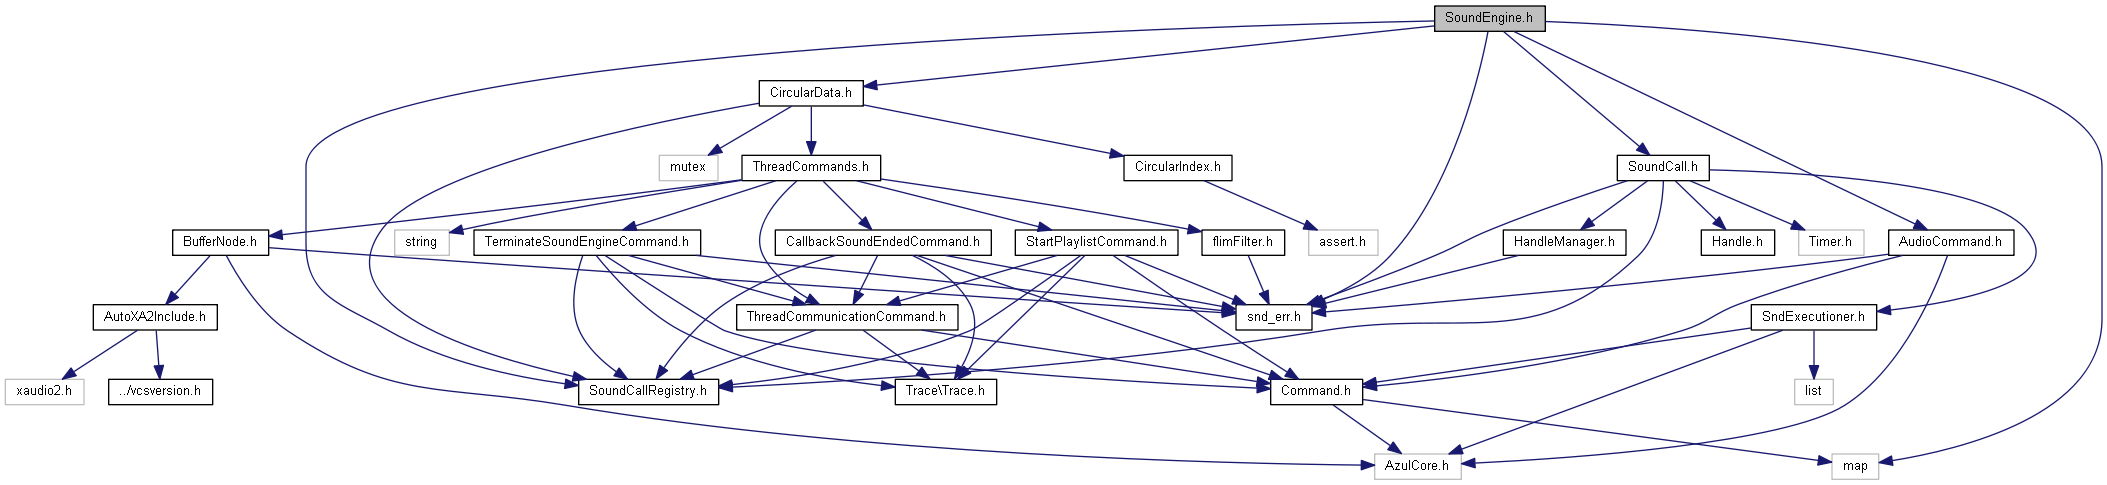 SoundEngine.h
CircularData.h
mutex
ThreadCommands.h
CircularIndex.h
SoundCall.h
BufferNode.h
string
TerminateSoundEngineCommand.h
CallbackSoundEndedCommand.h
StartPlaylistCommand.h
flimFilter.h
assert.h
HandleManager.h
Handle.h
Timer.h
AudioCommand.h
AutoXA2Include.h
ThreadCommunicationCommand.h
snd_err.h
SndExecutioner.h
xaudio2.h
../vcsversion.h
SoundCallRegistry.h
Trace\Trace.h
Command.h
list
AzulCore.h
map